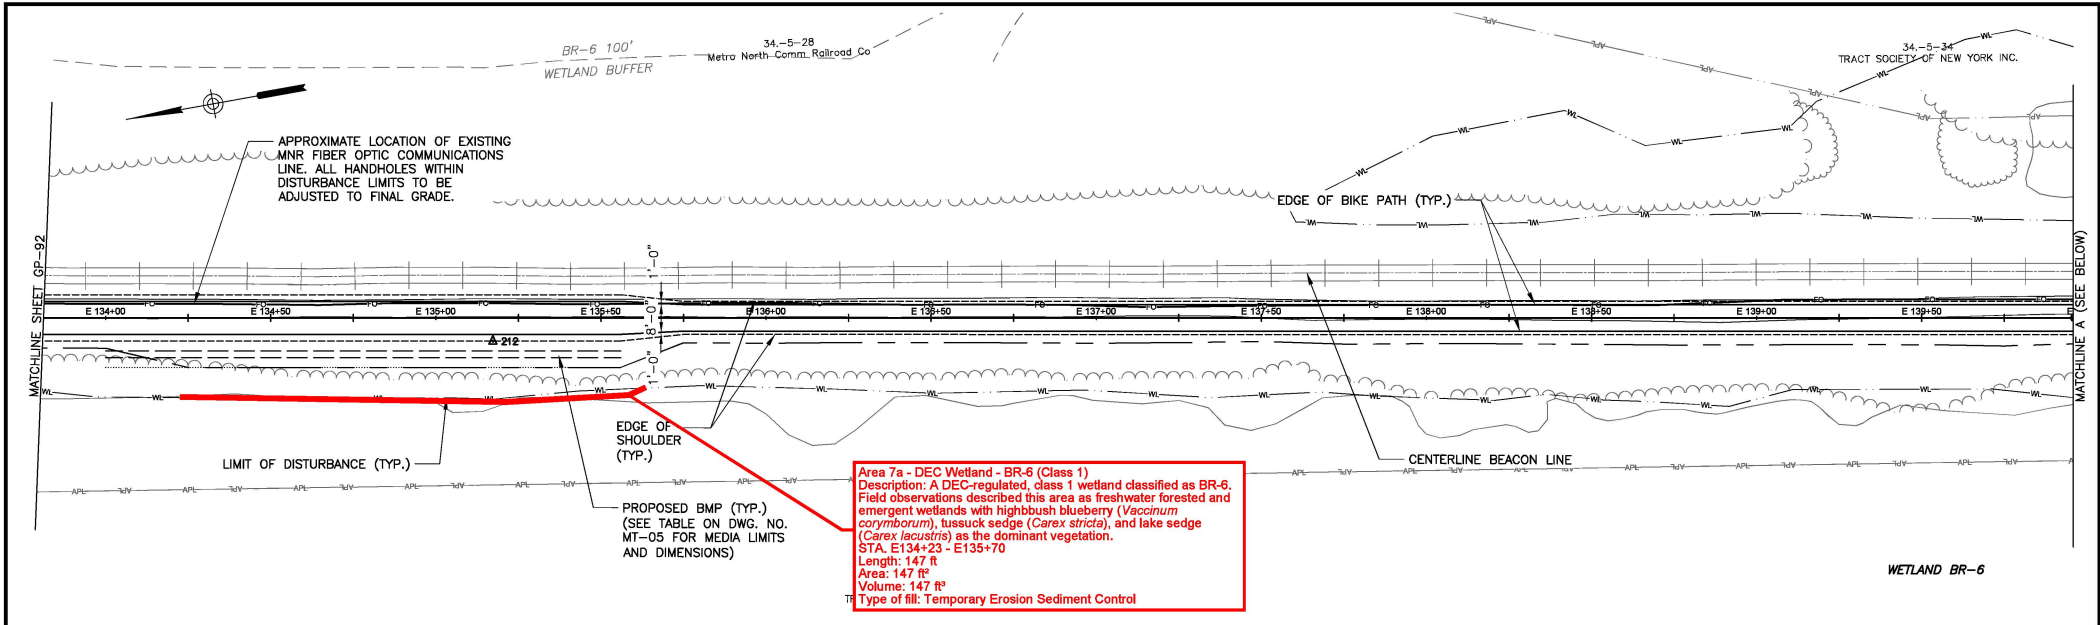 BR-6 100'
WETLAND BUFFER
34.-5-28
Metro North Comm Railroad Co
34.-5-34
TRACT SOCIETY OF NEW YORK INC.
APPROXIMATE LOCATION OF EXISTING
MNR FIBER OPTIC COMMUNICATIONS
LINE. ALL HANDHOLES WITHIN
DISTURBANCE LIMITS TO BE
ADJUSTED TO FINAL GRADE.
EDGE OF BIKE PATH (TYP.)
MATCHLINE SHEET GP-92
MATCHLINE A (SEE BELOW)
1'-0"
8'-0"
1'-0"
E 134+00
E 134+50
E 135+00
E 135+50
E 136+00
E 136+50
E 137+00
E 137+50
E 138+00
E 138+50
E 139+00
E 139+50
212
EDGE OF
SHOULDER
(TYP.)
LIMIT OF DISTURBANCE (TYP.)
CENTERLINE BEACON LINE
PROPOSED BMP (TYP.)
(SEE TABLE ON DWG. NO.
MT-05 FOR MEDIA LIMITS
AND DIMENSIONS)
Area 7a - DEC Wetland - BR-6 (Class 1)
Description: A DEC-regulated, class 1 wetland classified as BR-6.
Field observations described this area as freshwater forested and
emergent wetlands with highbbush blueberry (Vaccinum
corymborum), tussuck sedge (Carex stricta), and lake sedge
(Carex lacustris) as the dominant vegetation.
STA. E134+23 - E135+70
Length: 147 ft
Area: 147 ft²
Volume: 147 ft³
Type of fill: Temporary Erosion Sediment Control
WETLAND BR-6